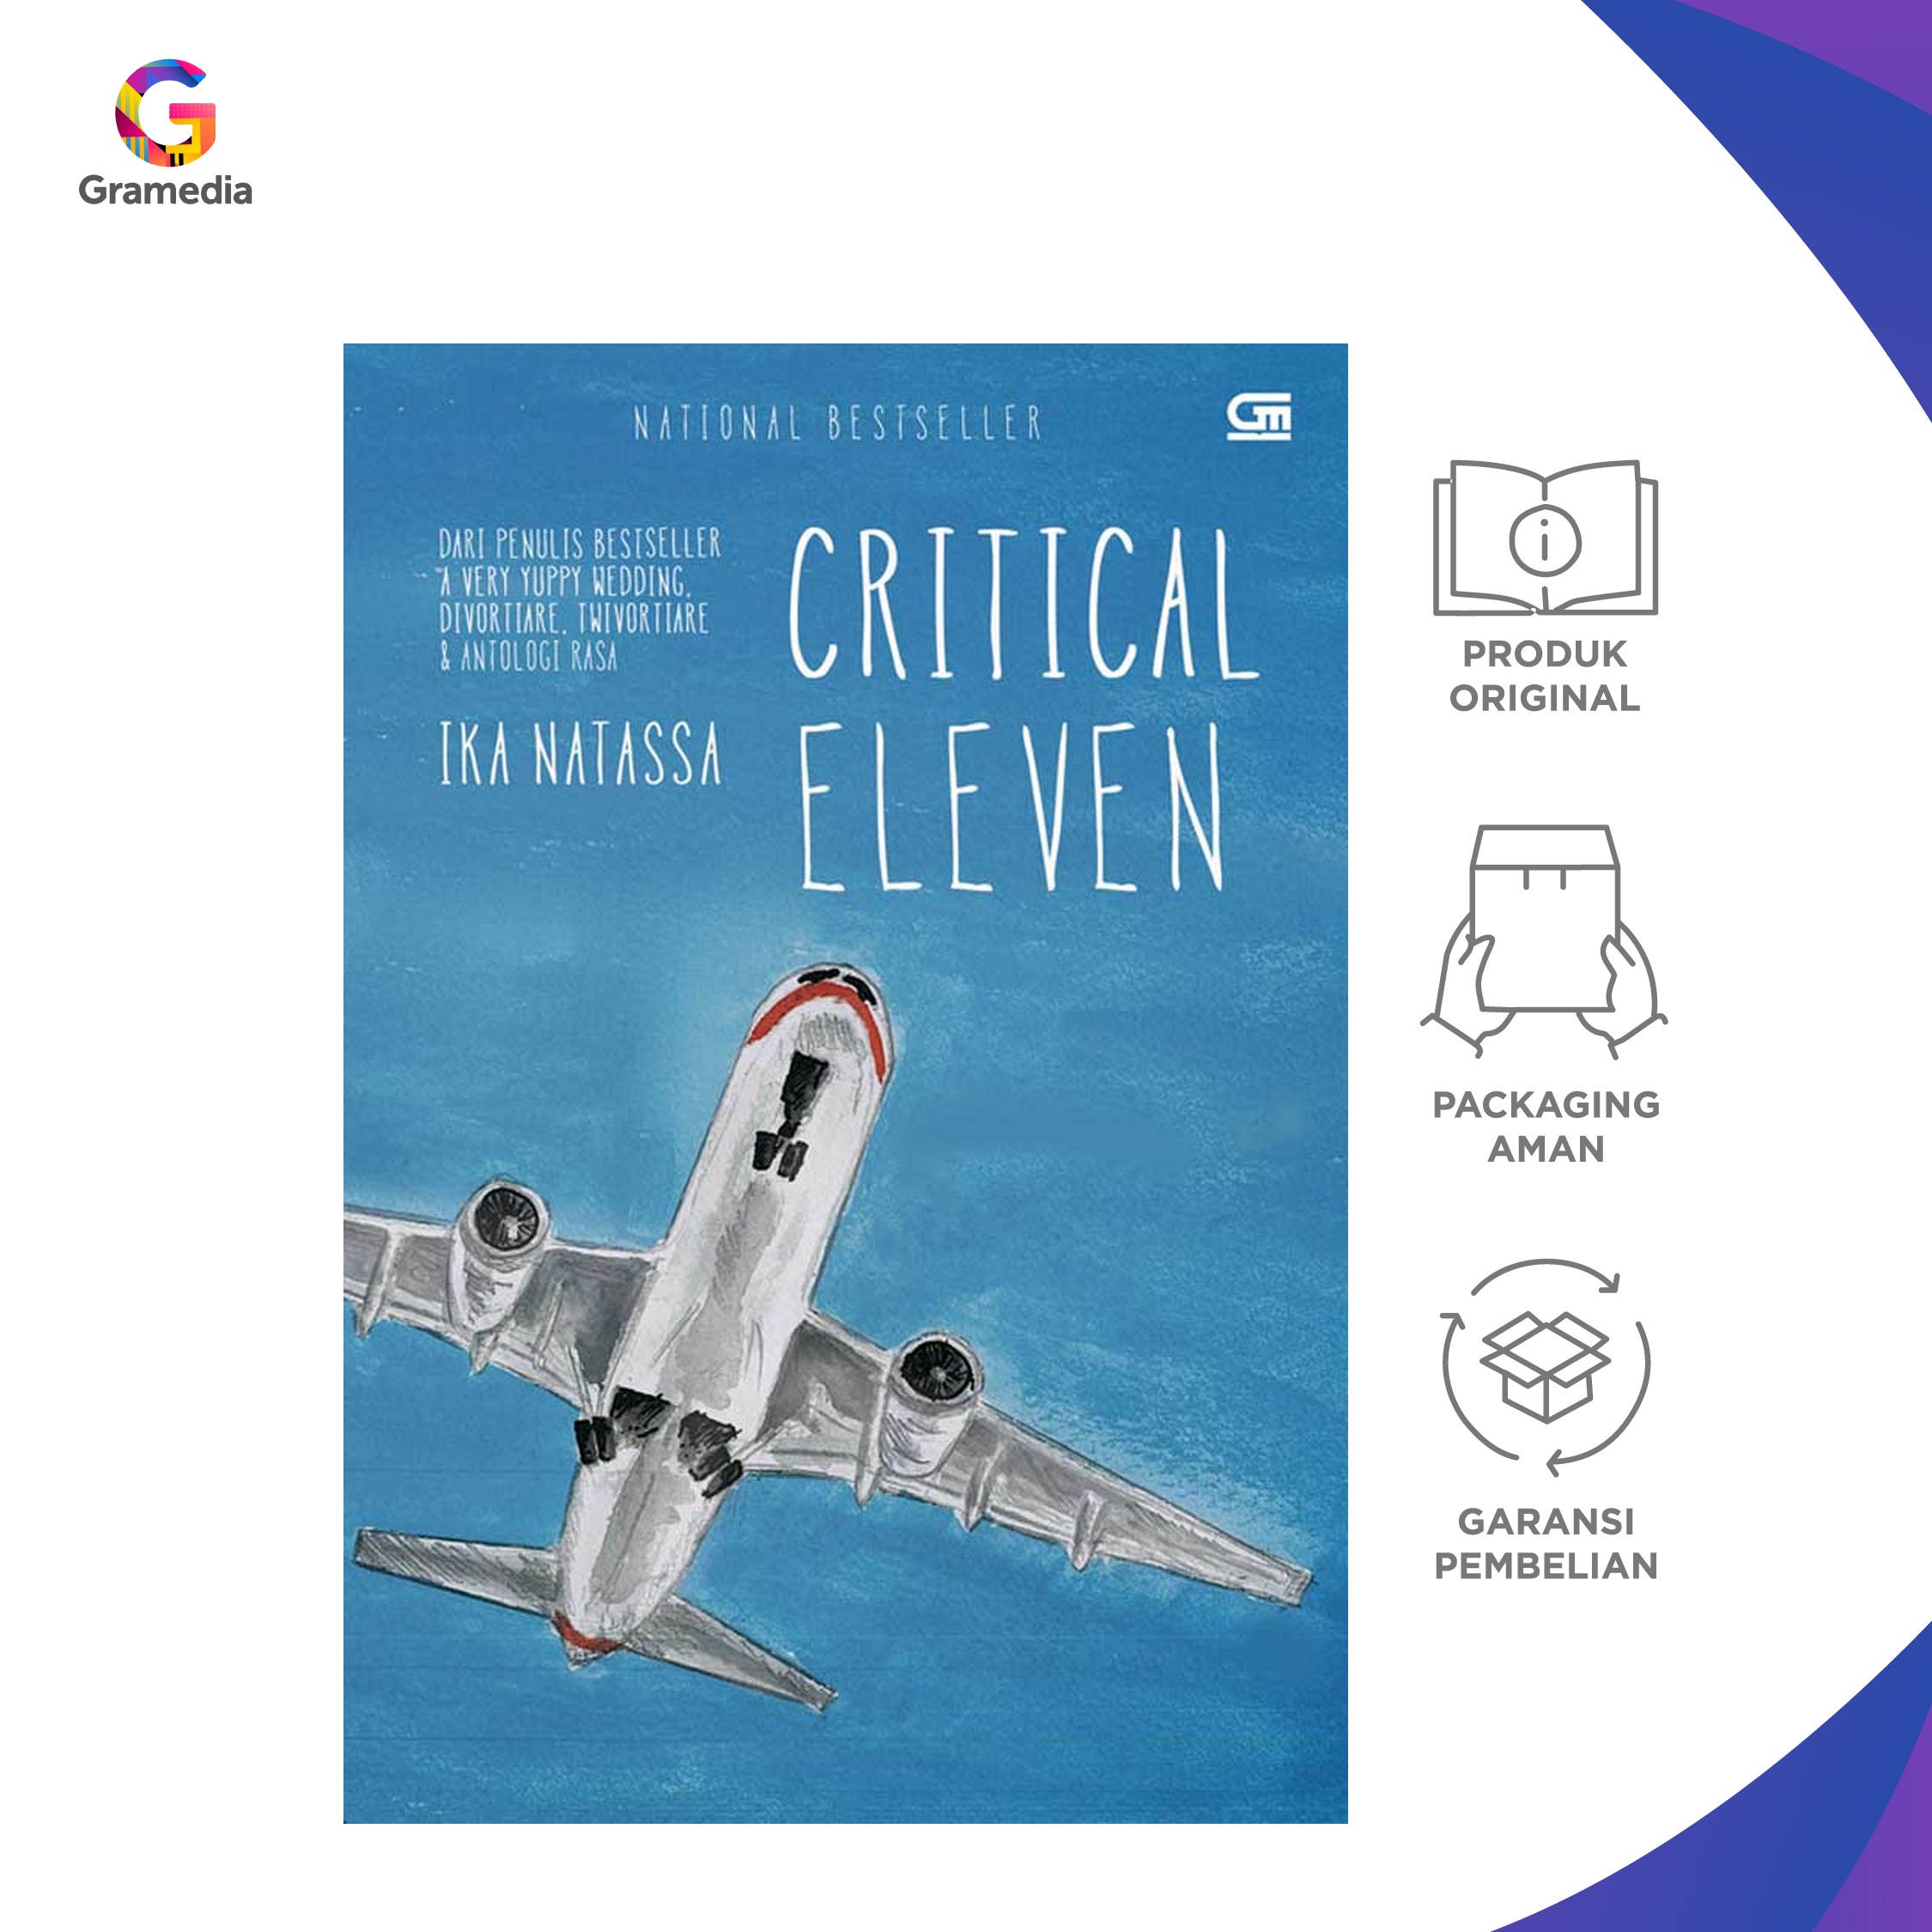 Gramedia
NATIONAL BESTSELLER
GM
DARI PENULIS BESTSELLER
A VERY YUPPY WEDDING,
DIVORTIARE, TWIVORTIARE
& ANTOLOGI RASA
IKA NATASSA
CRITICAL
ELEVEN
PRODUK
ORIGINAL
PACKAGING
AMAN
GARANSI
PEMBELIAN